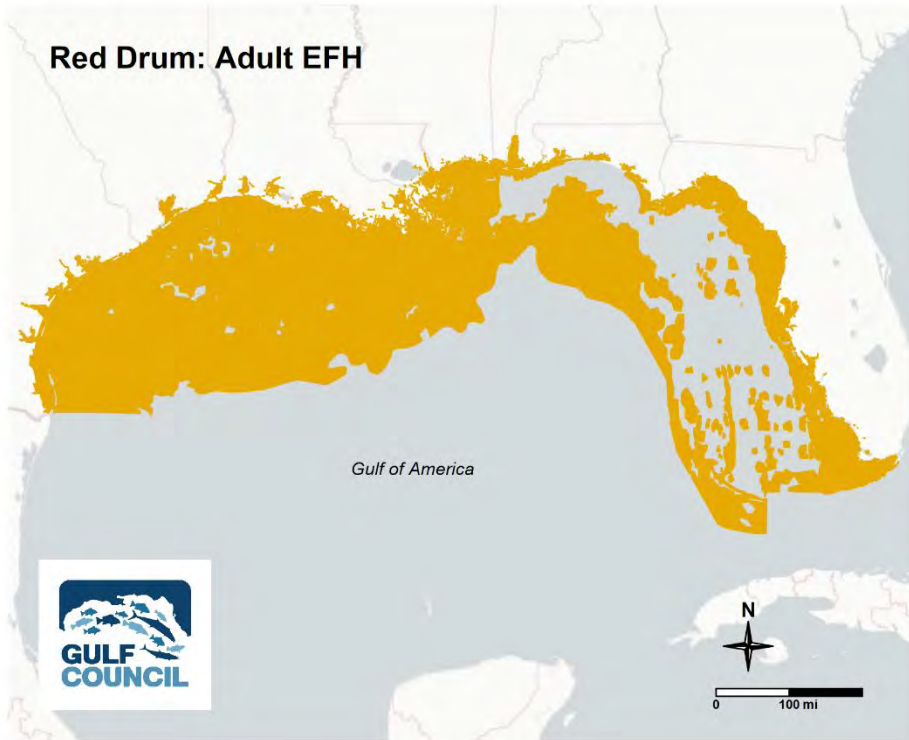 Red Drum: Adult EFH
Gulf of America
GULF
COUNCIL
N
0 100 mi